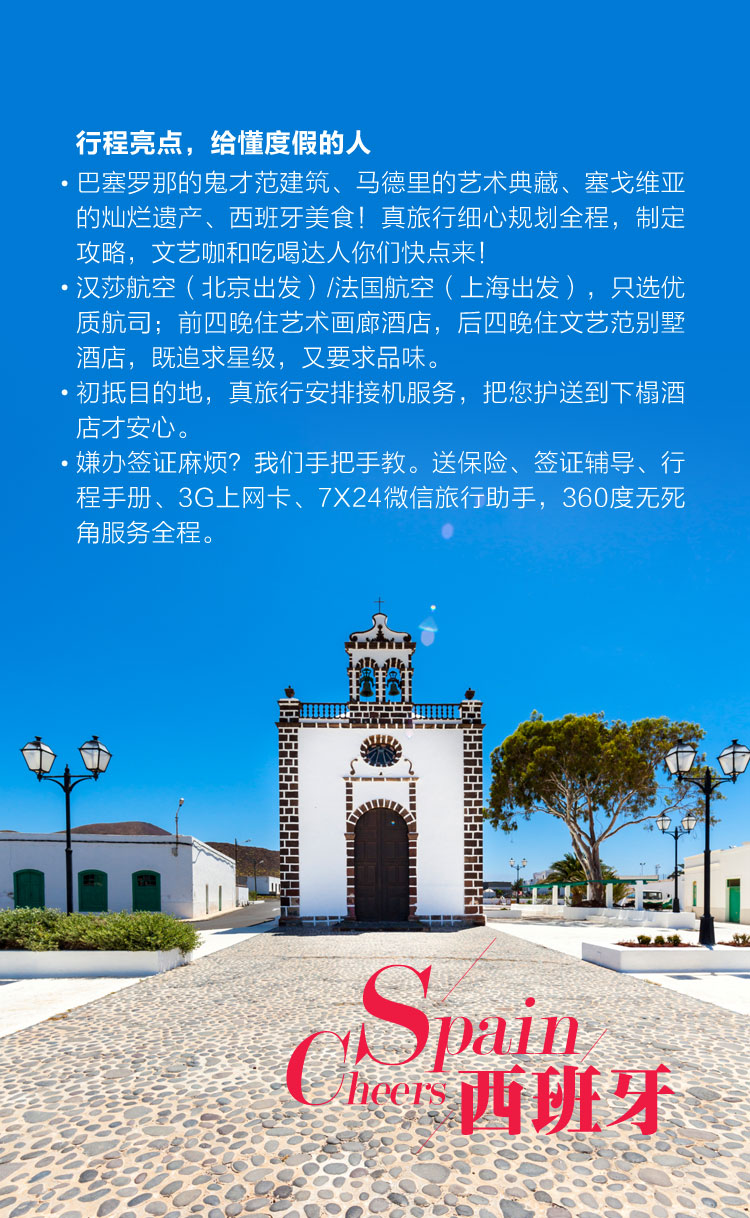 行程亮点，给懂度假的人
• 巴塞罗那的鬼才范建筑、马德里的艺术典藏、塞戈维亚
的灿烂遗产、西班牙美食！真旅行细心规划全程，制定
攻略，文艺咖和吃喝达人你们快点来！
• 汉莎航空（北京出发）/法国航空（上海出发），只选优
质航司；前四晚住艺术画廊酒店，后四晚住文艺范别墅
酒店，既追求星级，又要求品味。
• 初抵目的地，真旅行安排接机服务，把您护送到下榻酒
店才安心。
• 嫌办签证麻烦？我们手把手教。送保险、签证辅导、行
程手册、3G上网卡、7X24微信旅行助手，360度无死
角服务全程。
Spain
Cheers 西班牙